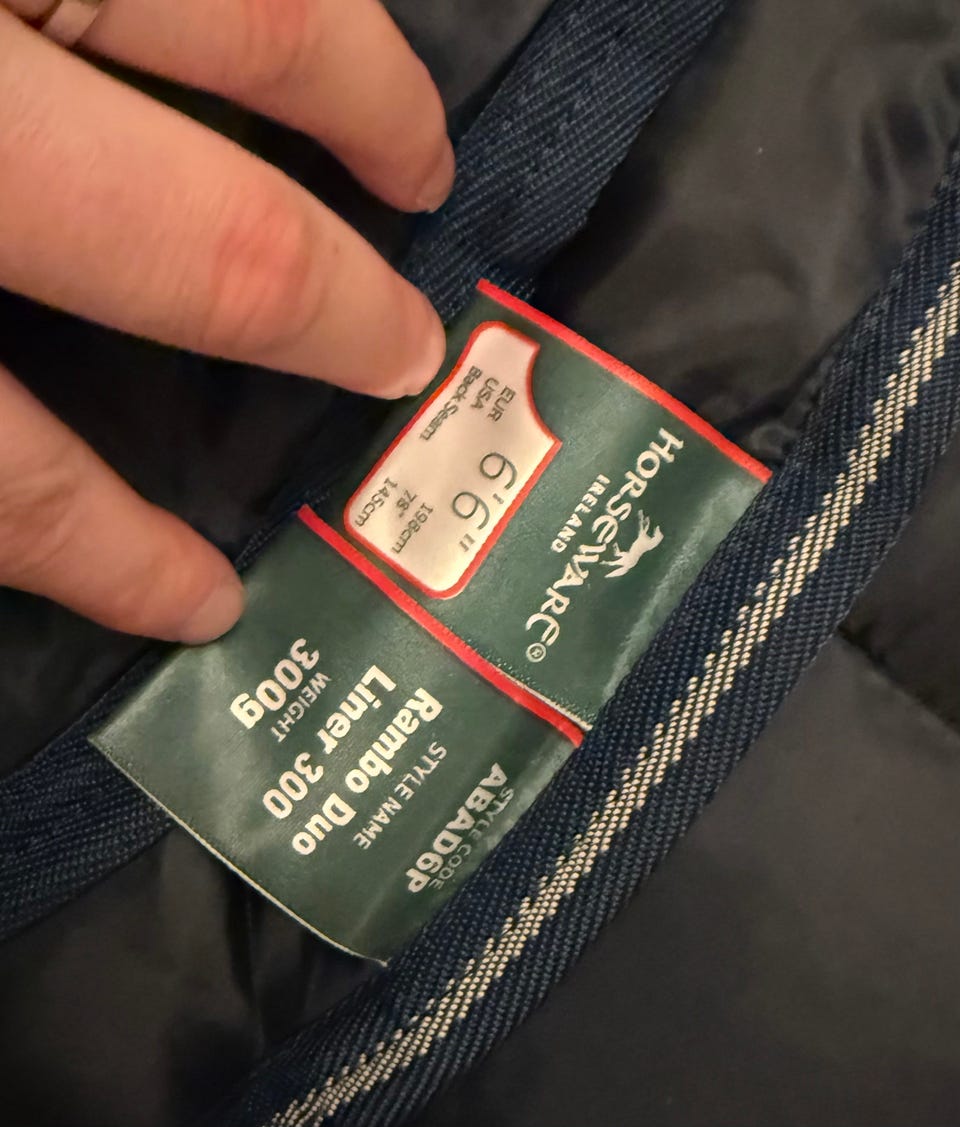 HORSEWARE®
IRELAND
6'6"
EUR 198cm
USA 78"
Back Seam 145cm
STYLE CODE
ABAD6P
STYLE NAME
Rambo Duo
Liner 300
WEIGHT
300g